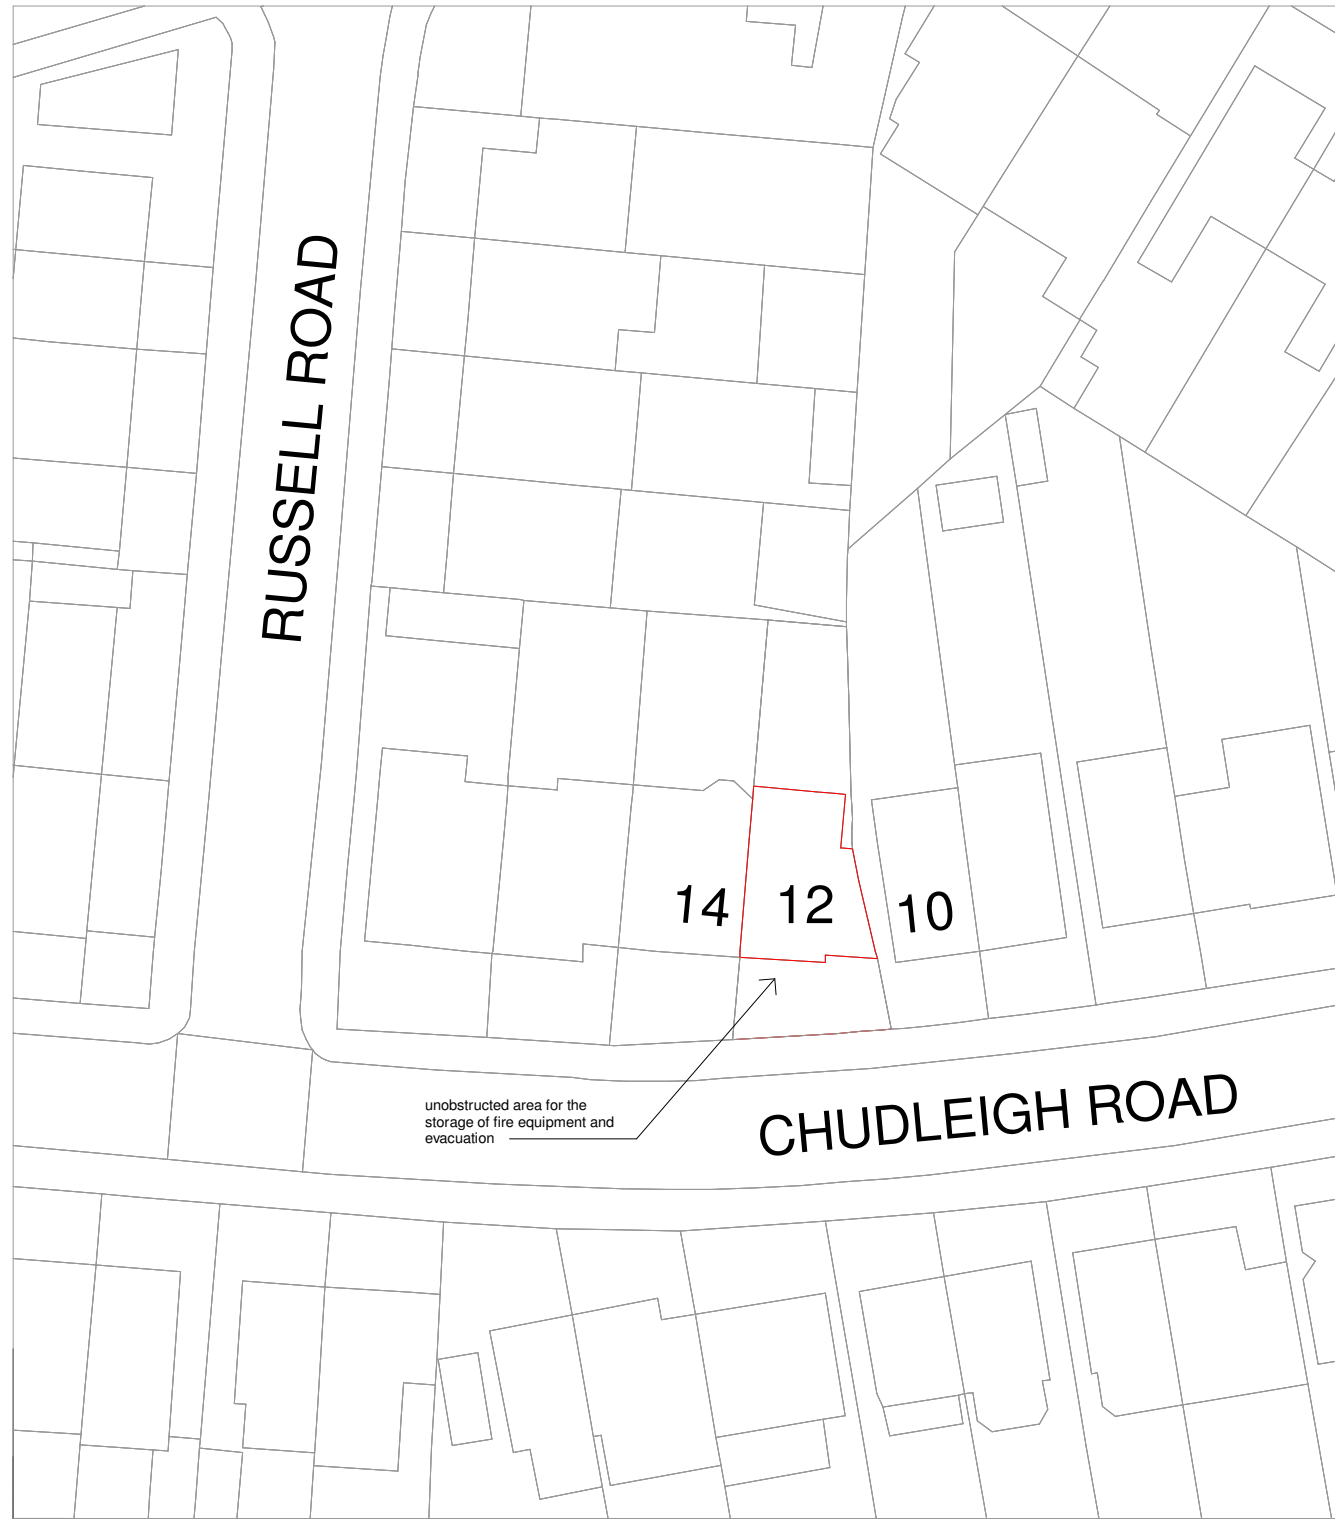 RUSSELL ROAD
14
12
10
unobstructed area for the
storage of fire equipment and
evacuation
CHUDLEIGH ROAD